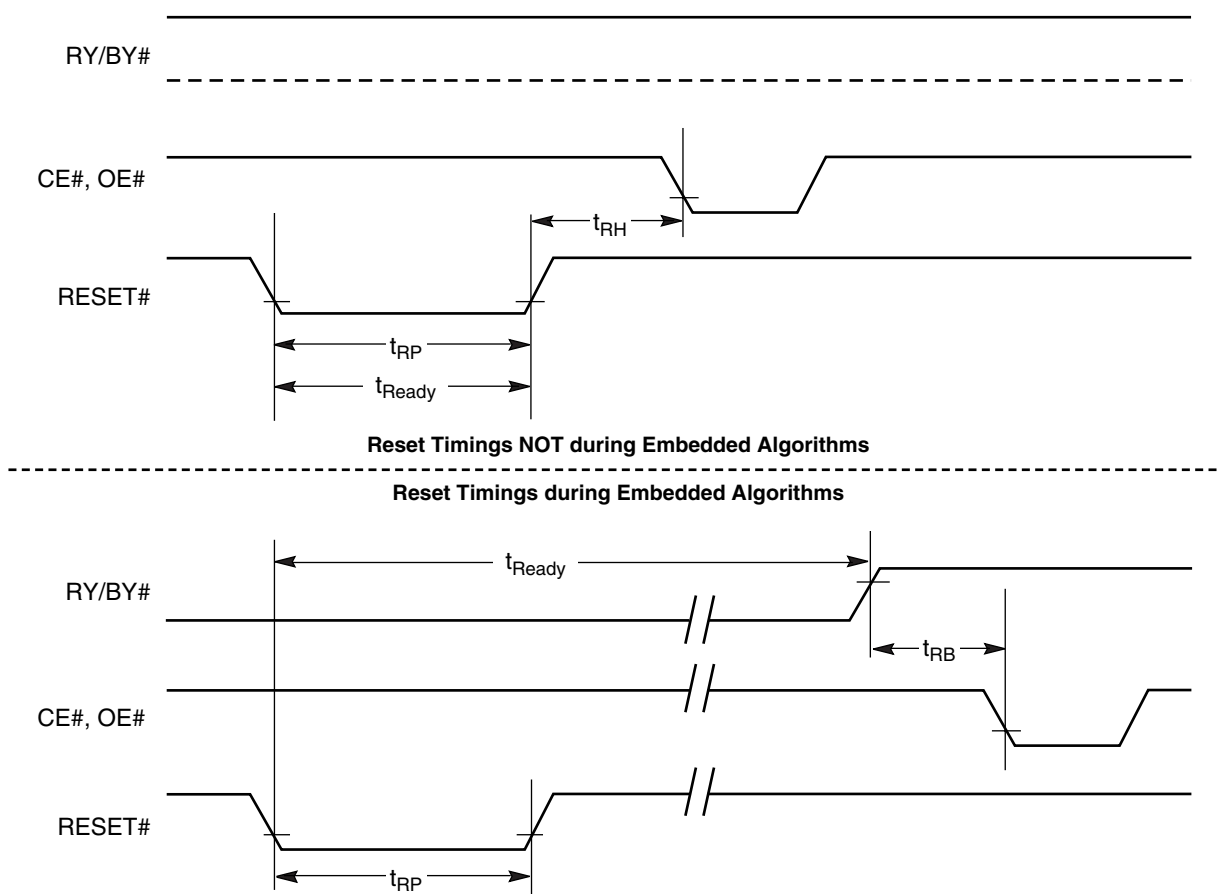 RY/BY#
CE#, OE#
tRH
RESET#
tRP
tReady
Reset Timings NOT during Embedded Algorithms
Reset Timings during Embedded Algorithms
tReady
RY/BY#
tRB
CE#, OE#
RESET#
tRP